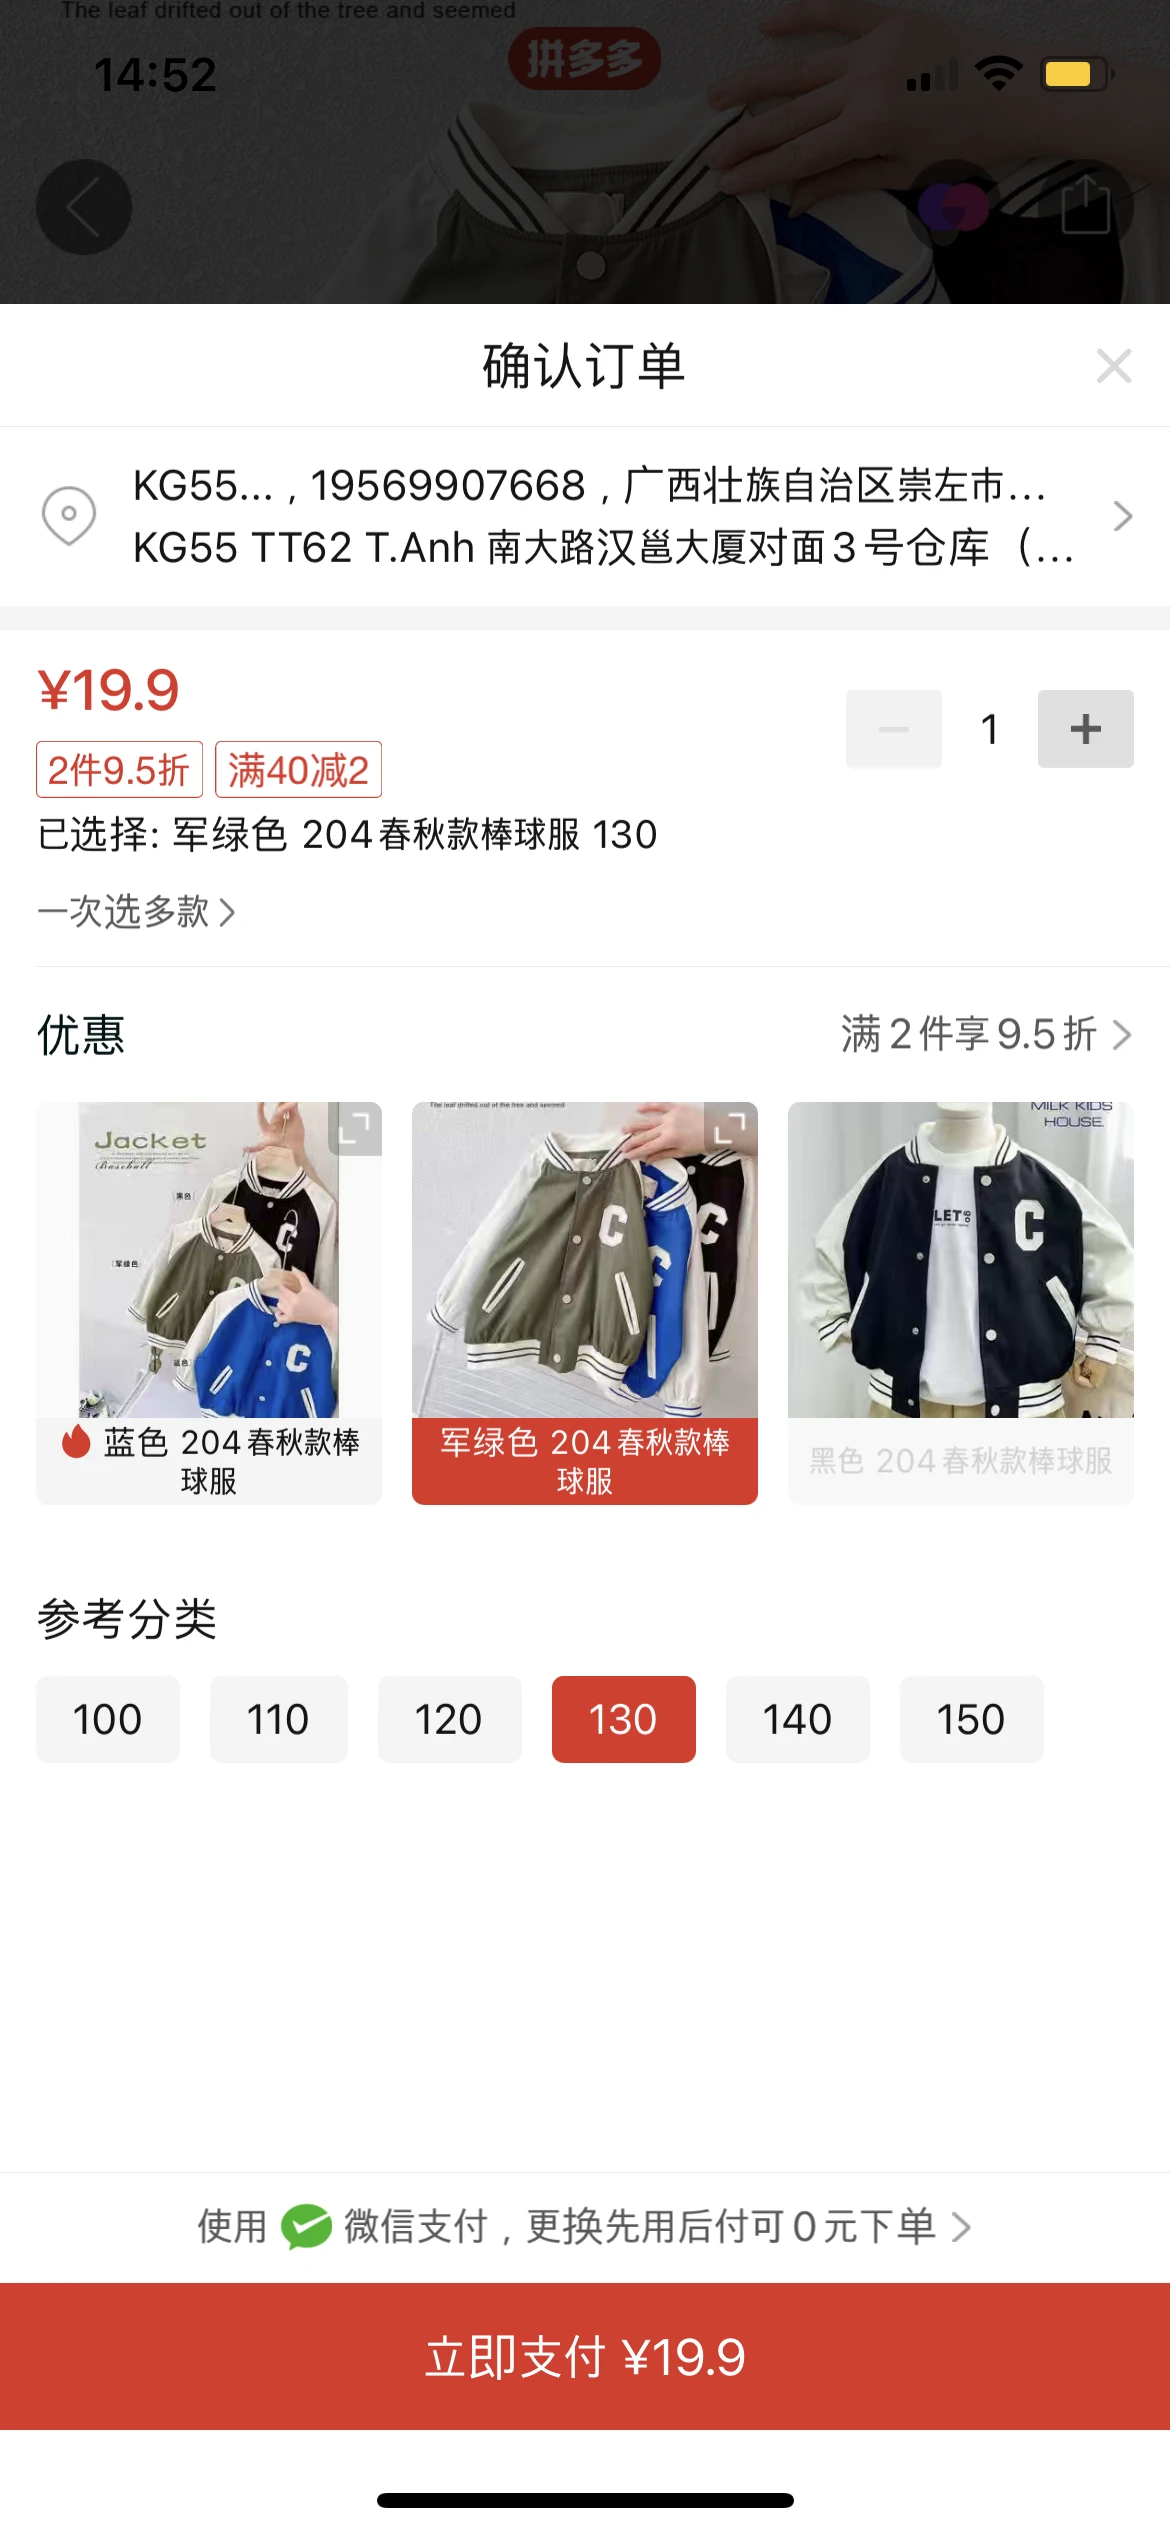 The leaf drifted out of the tree and seemed
14:52
拼多多
确认订单
KG55... , 19569907668 , 广西壮族自治区崇左市...
KG55 TT62 T.Anh 南大路汉邕大厦对面3号仓库（...
¥19.9
1
2件9.5折
满40减2
已选择: 军绿色 204春秋款棒球服 130
一次选多款
优惠
满2件享9.5折
Jacket
Baseball
黑色
军绿色
蓝色
C
C
The leaf drifted out of the tree and seemed
C
C
C
MILK KIDS
HOUSE.
LET
C
蓝色 204春秋款棒
球服
军绿色 204春秋款棒
球服
黑色 204春秋款棒球服
参考分类
100
110
120
130
140
150
使用 微信支付 , 更换先用后付可0元下单
立即支付 ¥19.9